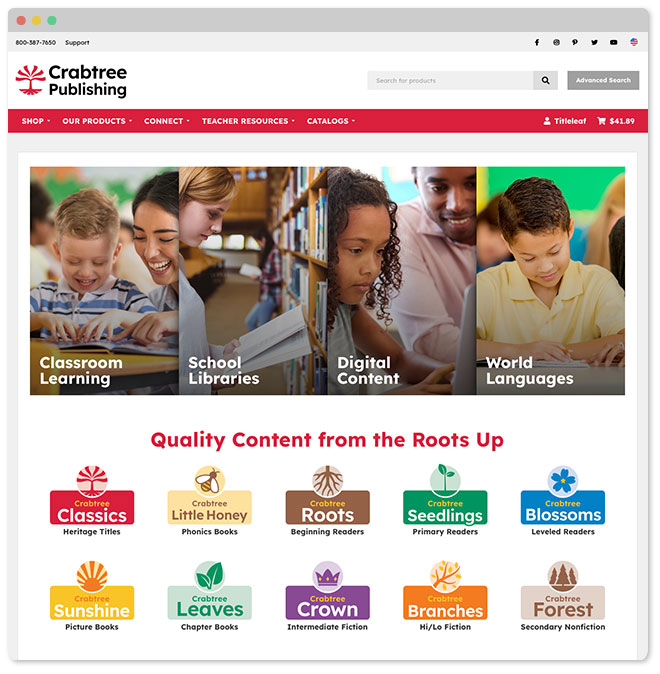 800-387-7650 Support
Crabtree
Publishing
Search for products
Advanced Search
SHOP OUR PRODUCTS CONNECT TEACHER RESOURCES CATALOGS Titleleaf $41.89
Classroom
Learning
School
Libraries
Digital
Content
World
Languages
Quality Content from the Roots Up
Crabtree
Classics
Heritage Titles
Crabtree
Little Honey
Phonics Books
Crabtree
Roots
Beginning Readers
Crabtree
Seedlings
Primary Readers
Crabtree
Blossoms
Leveled Readers
Crabtree
Sunshine
Picture Books
Crabtree
Leaves
Chapter Books
Crabtree
Crown
Intermediate Fiction
Crabtree
Branches
Hi/Lo Fiction
Crabtree
Forest
Secondary Nonfiction